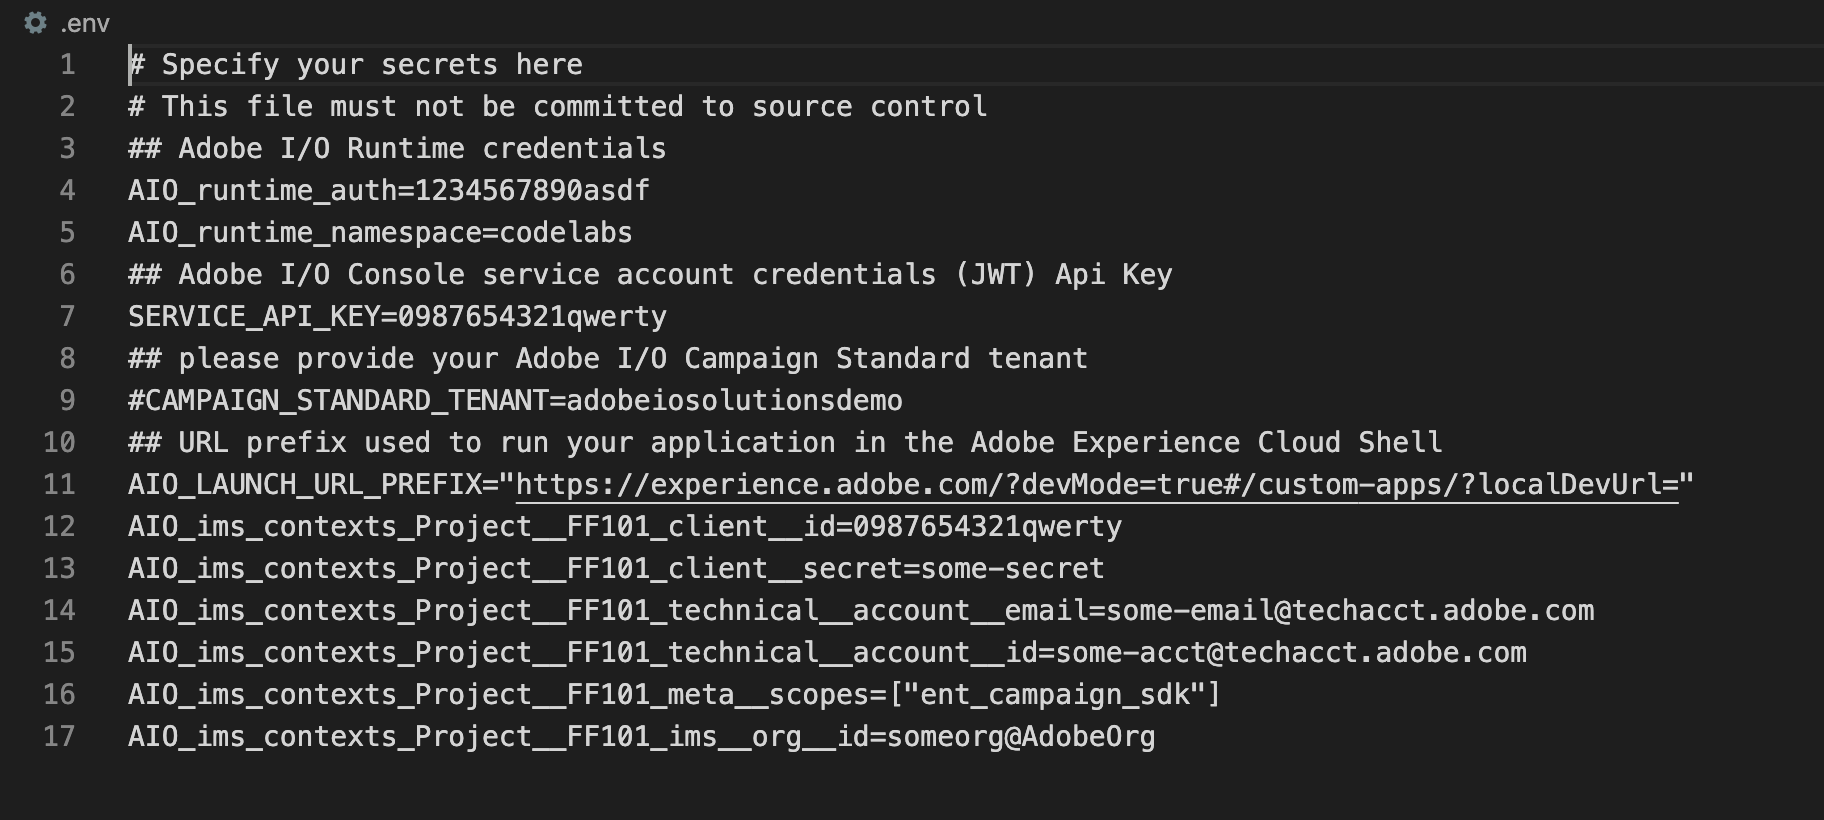 .env
1 # Specify your secrets here
2 # This file must not be committed to source control
3 ## Adobe I/O Runtime credentials
4 AIO_runtime_auth=1234567890asdf
5 AIO_runtime_namespace=codelabs
6 ## Adobe I/O Console service account credentials (JWT) Api Key
7 SERVICE_API_KEY=0987654321qwerty
8 ## please provide your Adobe I/O Campaign Standard tenant
9 #CAMPAIGN_STANDARD_TENANT=adobeiosolutionsdemo
10 ## URL prefix used to run your application in the Adobe Experience Cloud Shell
11 AIO_LAUNCH_URL_PREFIX="https://experience.adobe.com/?devMode=true#/custom-apps/?localDevUrl="
12 AIO_ims_contexts_Project__FF101_client__id=0987654321qwerty
13 AIO_ims_contexts_Project__FF101_client__secret=some-secret
14 AIO_ims_contexts_Project__FF101_technical__account__email=some-email@techacct.adobe.com
15 AIO_ims_contexts_Project__FF101_technical__account__id=some-acct@techacct.adobe.com
16 AIO_ims_contexts_Project__FF101_meta__scopes=["ent_campaign_sdk"]
17 AIO_ims_contexts_Project__FF101_ims__org__id=someorg@AdobeOrg